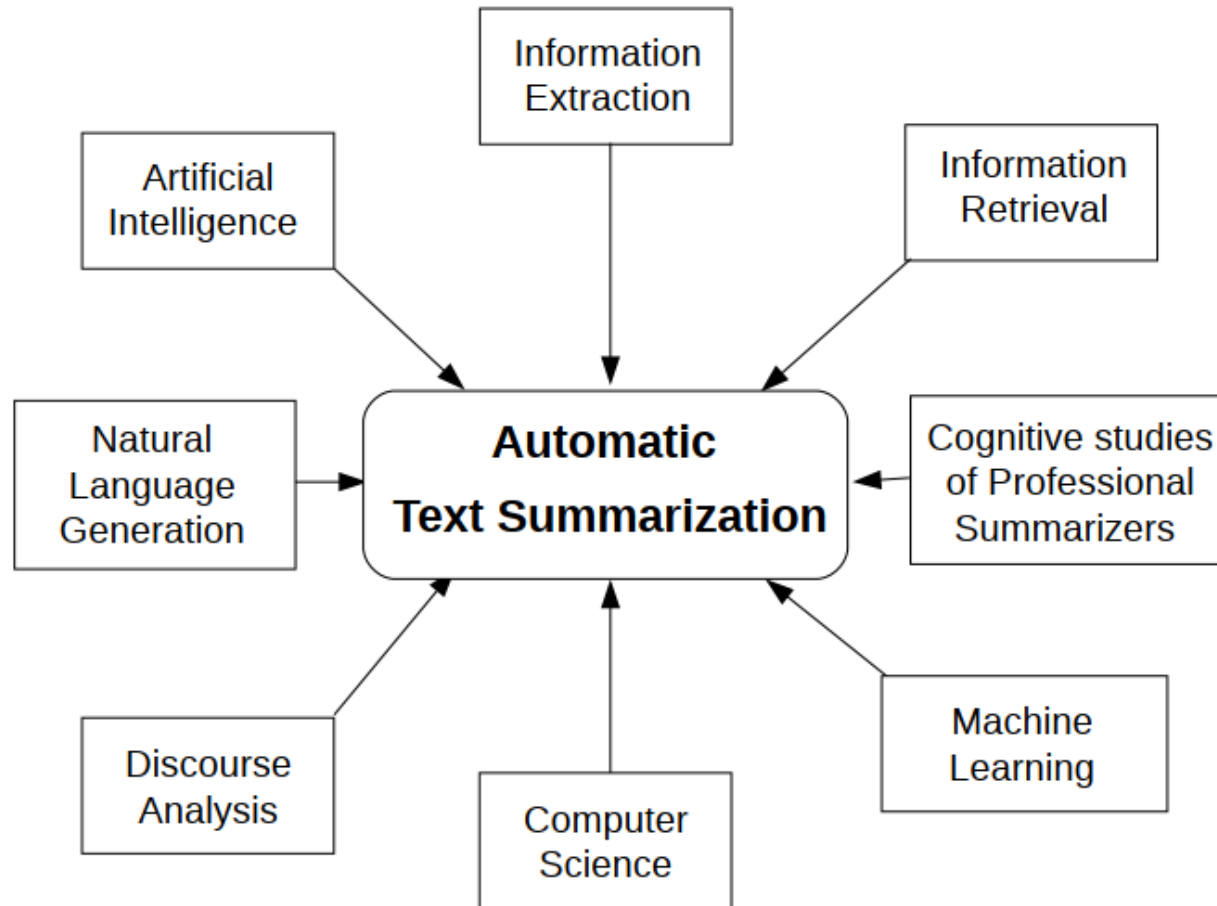 Information
Extraction
Artificial
Intelligence
Information
Retrieval
Natural
Language
Generation
Automatic
Text Summarization
Cognitive studies
of Professional
Summarizers
Discourse
Analysis
Computer
Science
Machine
Learning